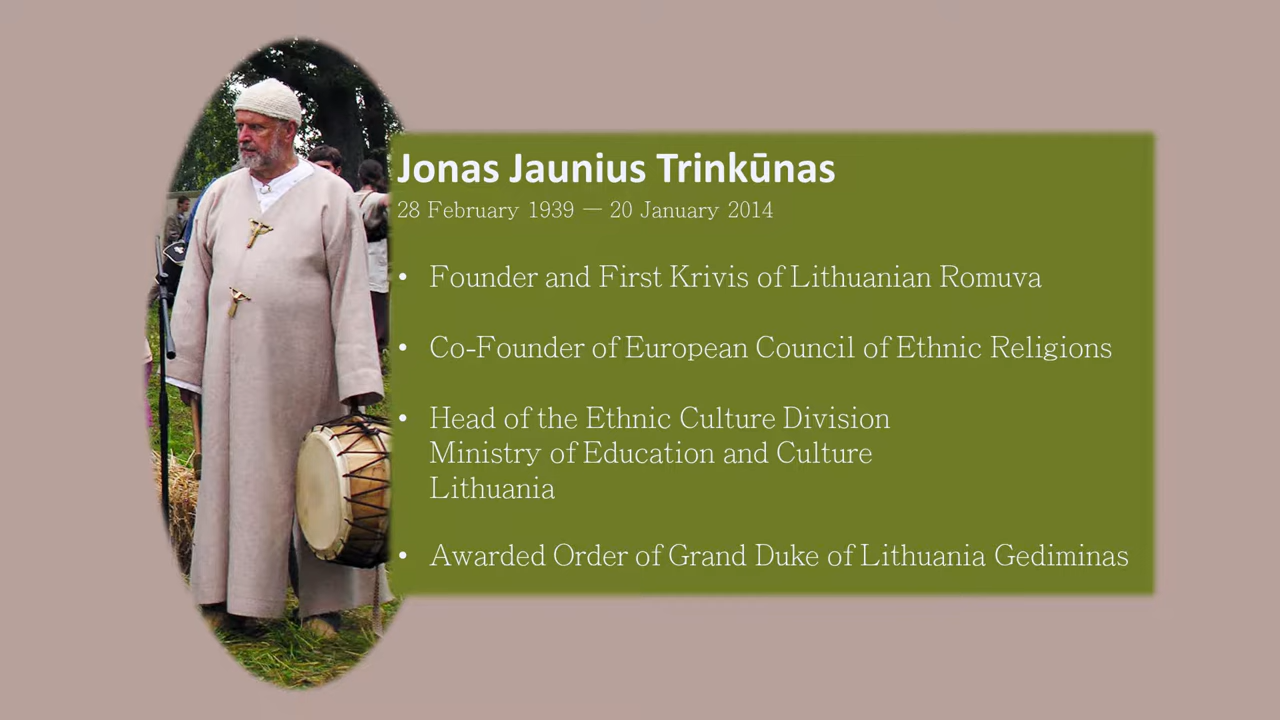 Jonas Jaunius Trinkūnas
28 February 1939 — 20 January 2014
• Founder and First Krivis of Lithuanian Romuva
• Co-Founder of European Council of Ethnic Religions
• Head of the Ethnic Culture Division
Ministry of Education and Culture
Lithuania
• Awarded Order of Grand Duke of Lithuania Gediminas